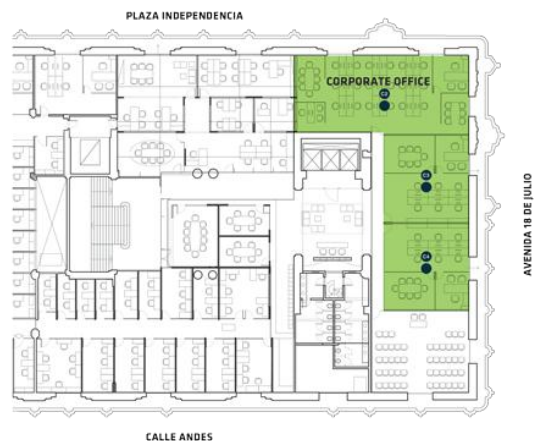 PLAZA INDEPENDENCIA
CORPORATE OFFICE
C2
C3
AVENIDA 18 DE JULIO
C4
CALLE ANDES